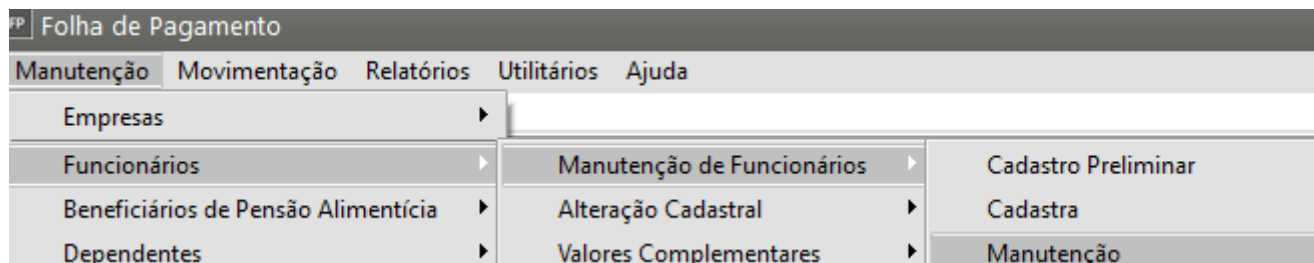 FP Folha de Pagamento
Manutenção Movimentação Relatórios Utilitários Ajuda
Empresas
Funcionários Manutenção de Funcionários Cadastro Preliminar
Beneficiários de Pensão Alimentícia Alteração Cadastral Cadastra
Dependentes Valores Complementares Manutenção